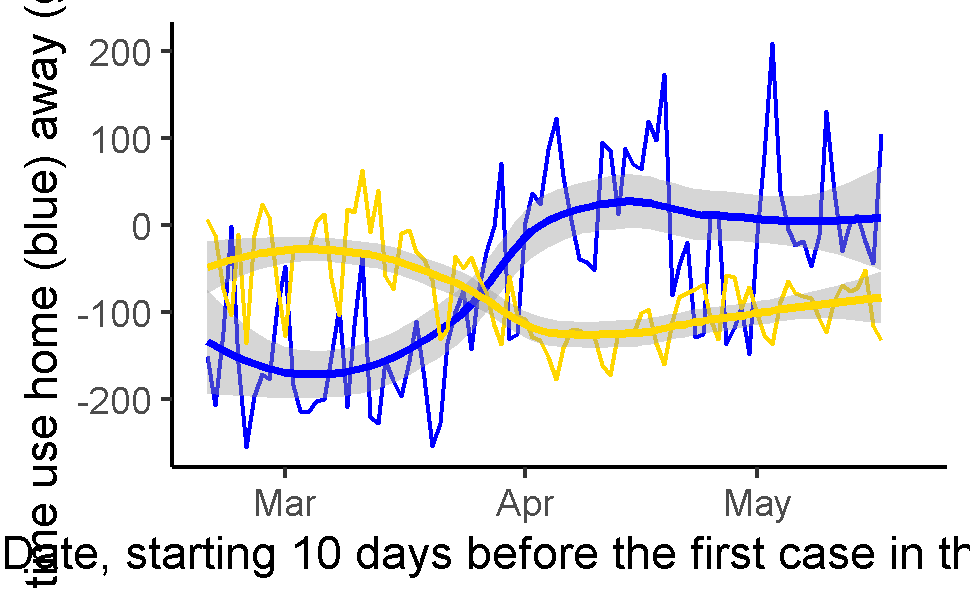 time use home (blue) away (
200
100
0
-100
-200
Mar Apr May
Date, starting 10 days before the first case in th